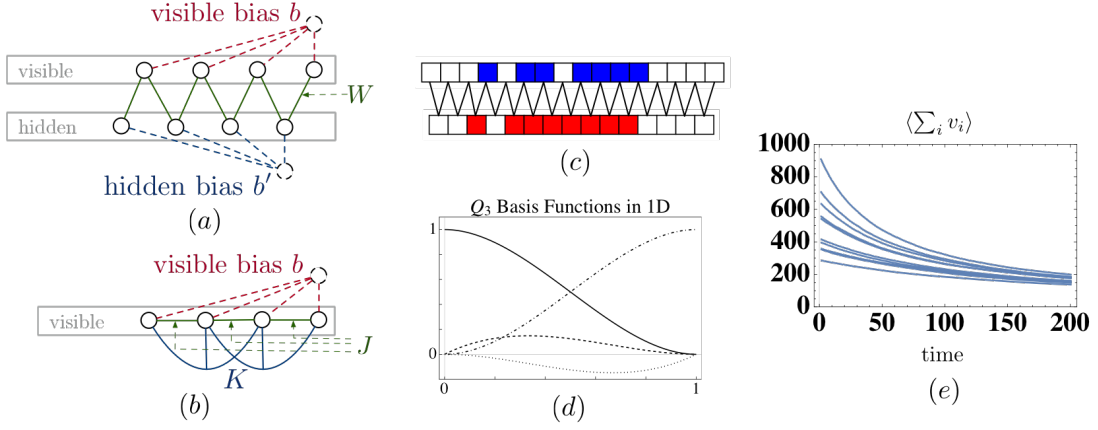 visible bias b
visible
W
hidden
hidden bias b′
(a)
visible bias b
visible
J
K
(b)
(c)
Q₃ Basis Functions in 1D
1
0
0
1
(d)
⟨∑ᵢ vᵢ⟩
1000
800
600
400
200
0
0
50
100
150
200
time
(e)